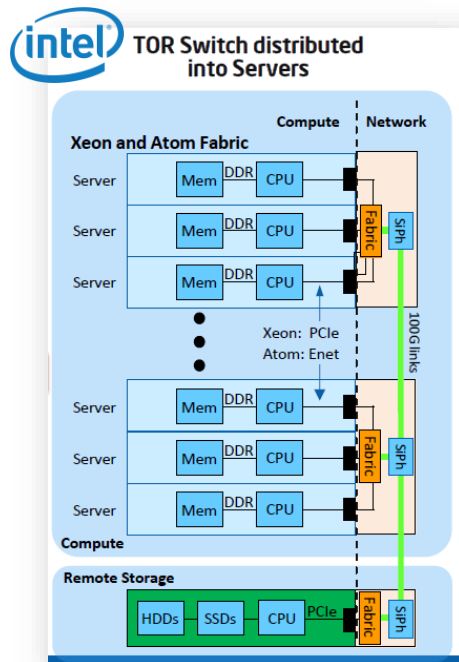 intel
TOR Switch distributed
into Servers
Compute
Network
Xeon and Atom Fabric
Server
Mem
DDR
CPU
Server
Mem
DDR
CPU
Fabric
SiPh
Server
Mem
DDR
CPU
Xeon: PCIe
Atom: Enet
100G links
Server
Mem
DDR
CPU
Server
Mem
DDR
CPU
Fabric
SiPh
Server
Mem
DDR
CPU
Compute
Remote Storage
HDDs
SSDs
CPU
PCIe
Fabric
SiPh